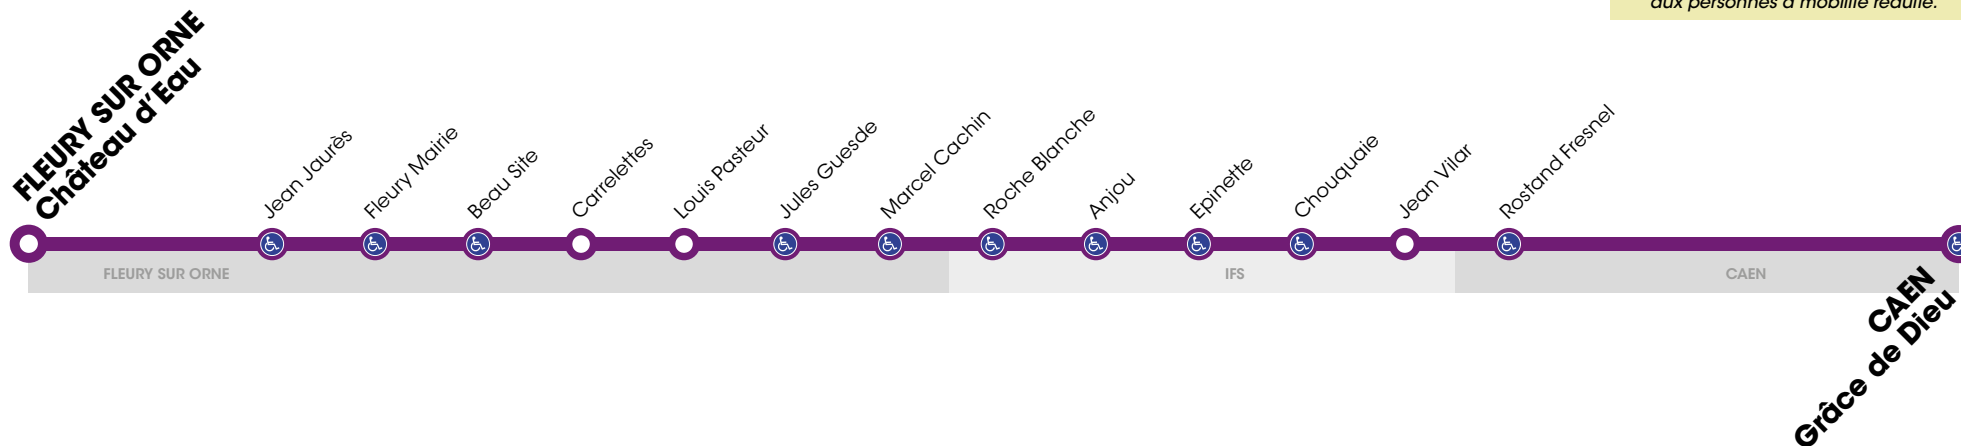 aux personnes à mobilité réduite.
FLEURY SUR ORNE
Château d'Eau
Jean Jaurès
Fleury Mairie
Beau Site
Carrelettes
Louis Pasteur
Jules Guesde
Marcel Cachin
Roche Blanche
Anjou
Epinette
Chouquaie
Jean Vilar
Rostand Fresnel
FLEURY SUR ORNE
IFS
CAEN
CAEN
Grâce de Dieu